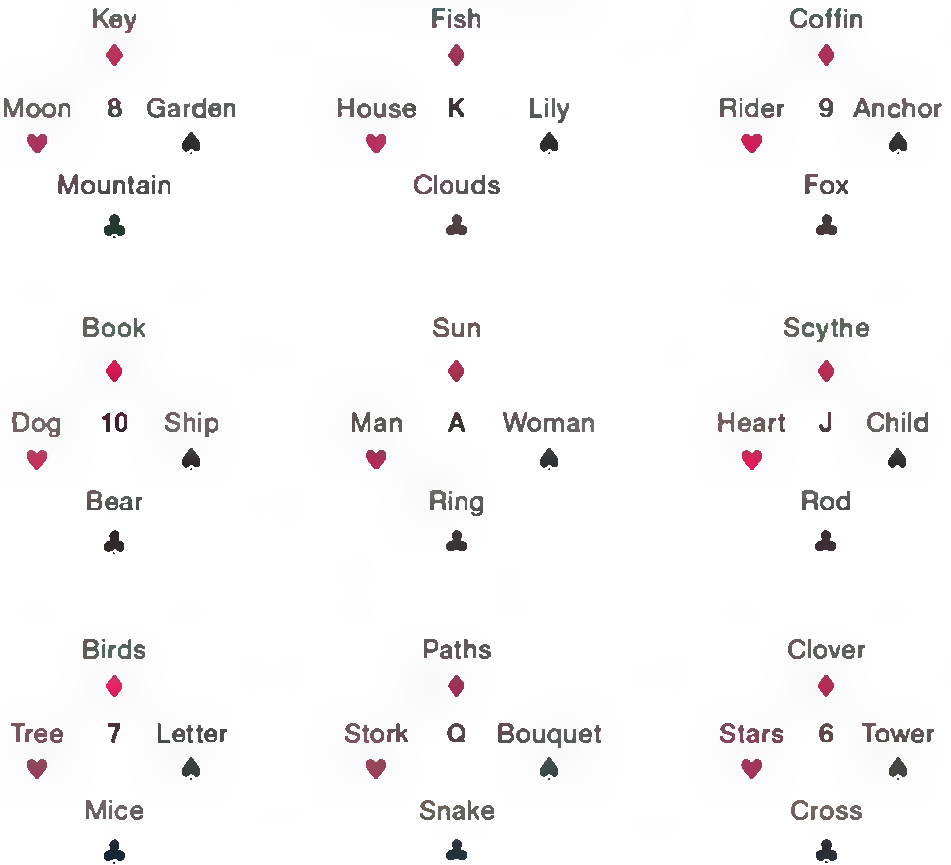 Key Fish Coffin
Moon 8 Garden House K Lily Rider 9 Anchor
Mountain Clouds Fox
Book Sun Scythe
Dog 10 Ship Man A Woman Heart J Child
Bear Ring Rod
Birds Paths Clover
Tree 7 Letter Stork Q Bouquet Stars 6 Tower
Mice Snake Cross